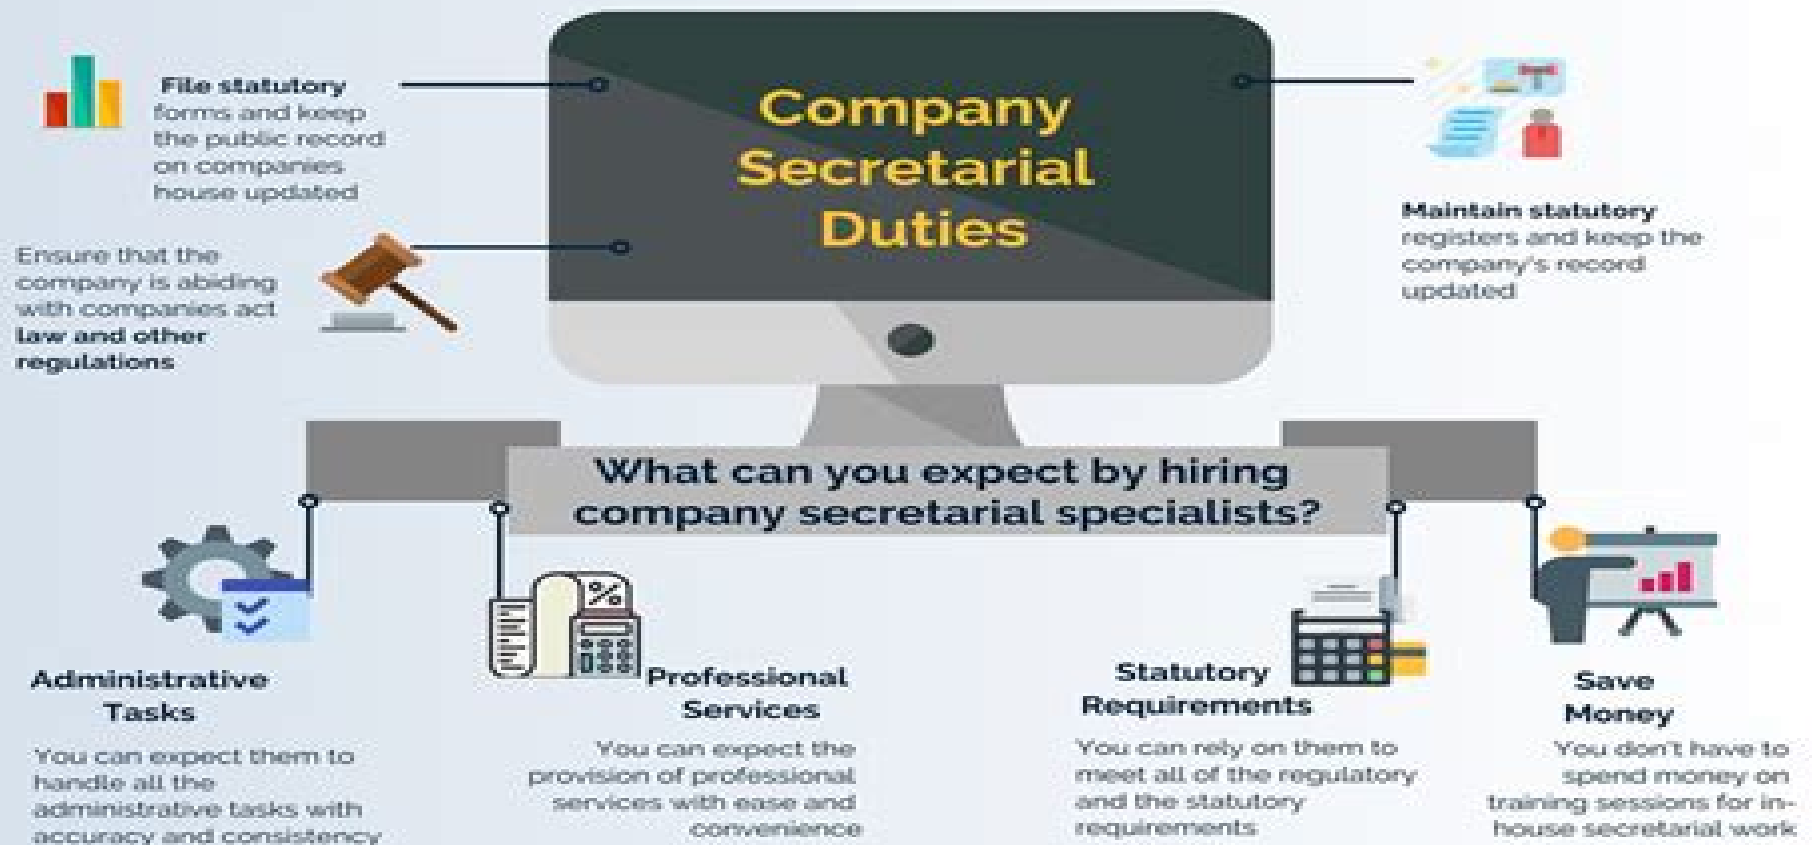 Company
Secretarial
Duties
File statutory
forms and keep
the public record
on companies
house updated
Ensure that the
company is abiding
with companies act
law and other
regulations
Maintain statutory
registers and keep the
company's record
updated
What can you expect by hiring
company secretarial specialists?
Administrative
Tasks
You can expect them to
handle all the
administrative tasks with
accuracy and consistency
%
Professional
Services
You can expect the
provision of professional
services with ease and
convenience
Statutory
Requirements
You can rely on them to
meet all of the regulatory
and the statutory
requirements
Save
Money
You don't have to
spend money on
training sessions for in-
house secretarial work